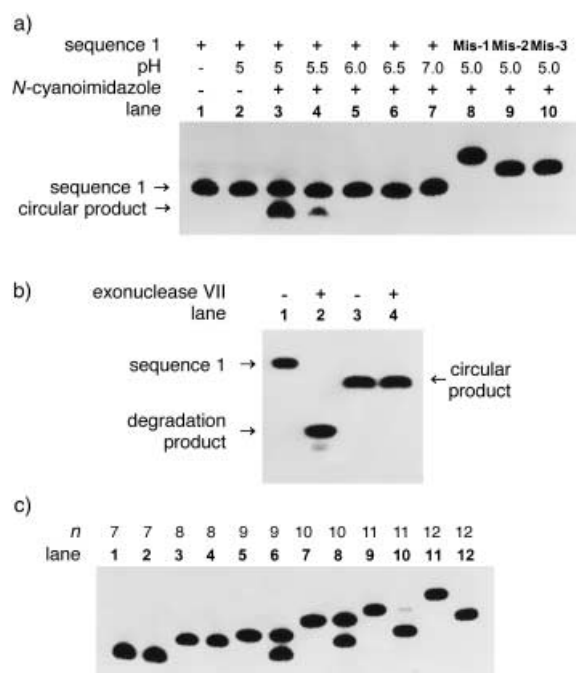 a)
sequence 1 + + + + + + + Mis-1 Mis-2 Mis-3
pH - 5 5 5.5 6.0 6.5 7.0 5.0 5.0 5.0
N-cyanoimidazole - - + + + + + + + +
lane 1 2 3 4 5 6 7 8 9 10
sequence 1 →
circular product →
b)
exonuclease VII - + - +
lane 1 2 3 4
sequence 1 →
← circular
product
degradation
product →
c)
n 7 7 8 8 9 9 10 10 11 11 12 12
lane 1 2 3 4 5 6 7 8 9 10 11 12